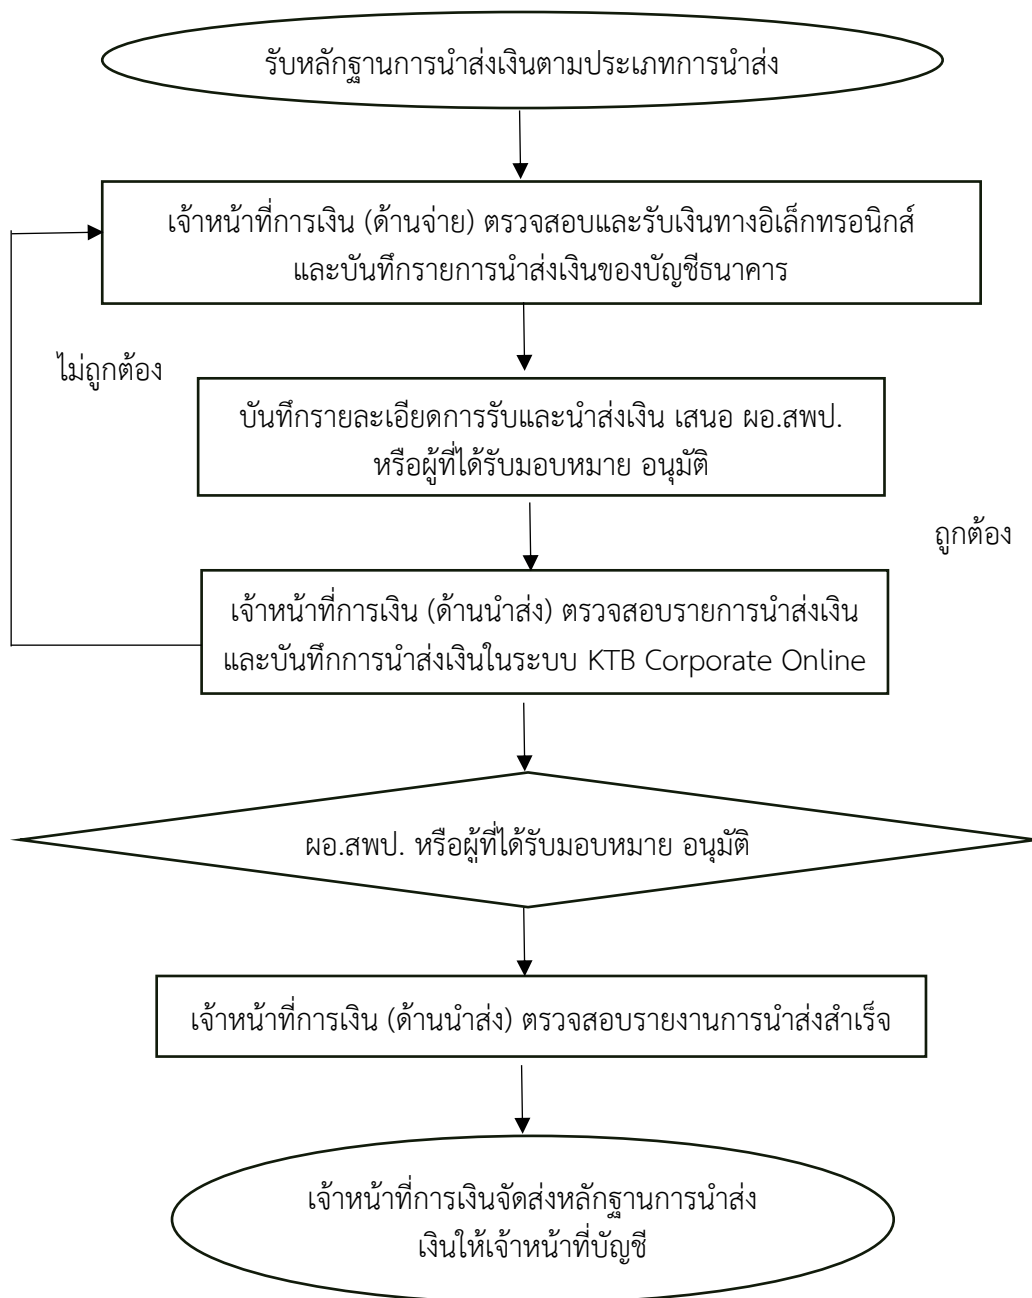 รับหลักฐานการนำส่งเงินตามประเภทการนำส่ง
เจ้าหน้าที่การเงิน (ด้านจ่าย) ตรวจสอบและรับเงินทางอิเล็กทรอนิกส์
และบันทึกรายการนำส่งเงินของบัญชีธนาคาร
ไม่ถูกต้อง
บันทึกรายละเอียดการรับและนำส่งเงิน เสนอ ผอ.สพป.
หรือผู้ที่ได้รับมอบหมาย อนุมัติ
ถูกต้อง
เจ้าหน้าที่การเงิน (ด้านนำส่ง) ตรวจสอบรายการนำส่งเงิน
และบันทึกการนำส่งเงินในระบบ KTB Corporate Online
ผอ.สพป. หรือผู้ที่ได้รับมอบหมาย อนุมัติ
เจ้าหน้าที่การเงิน (ด้านนำส่ง) ตรวจสอบรายงานการนำส่งสำเร็จ
เจ้าหน้าที่การเงินจัดส่งหลักฐานการนำส่ง
เงินให้เจ้าหน้าที่บัญชี